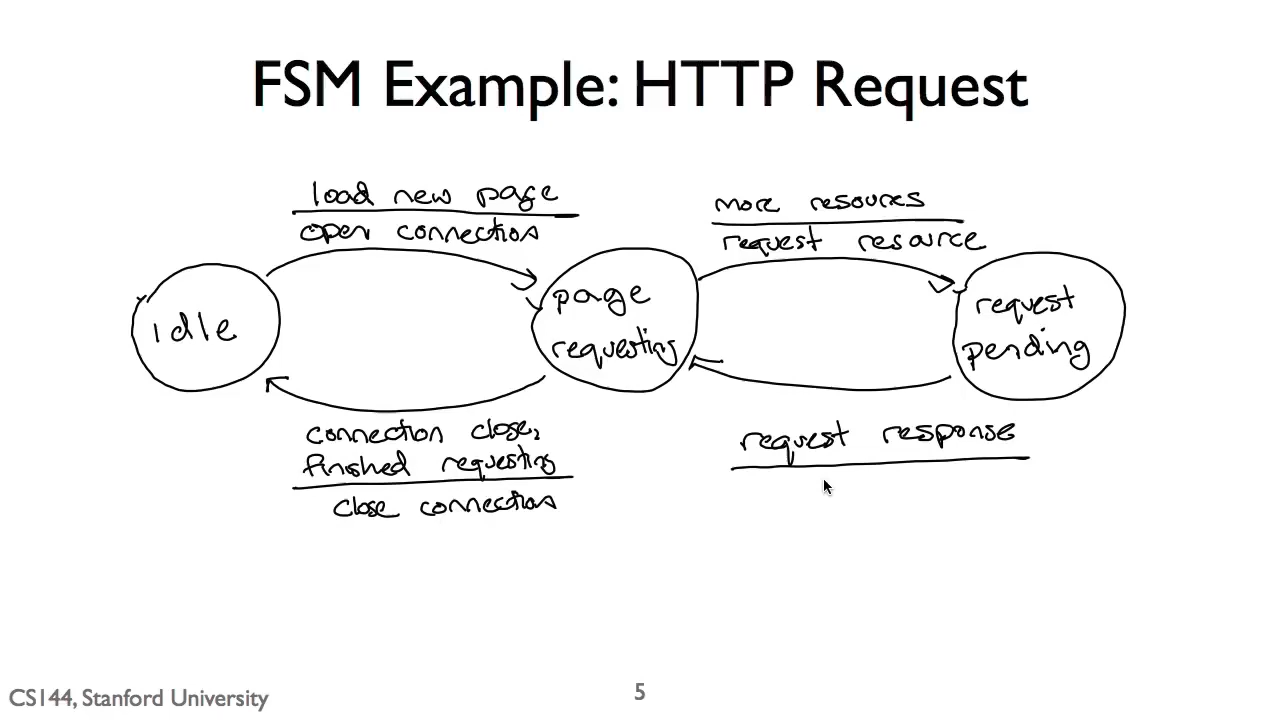 FSM Example: HTTP Request
load new page
open connection
more resources
request resource
idle
page
requesting
request
pending
connection close,
finished requesting
close connection
request response
CS144, Stanford University
5